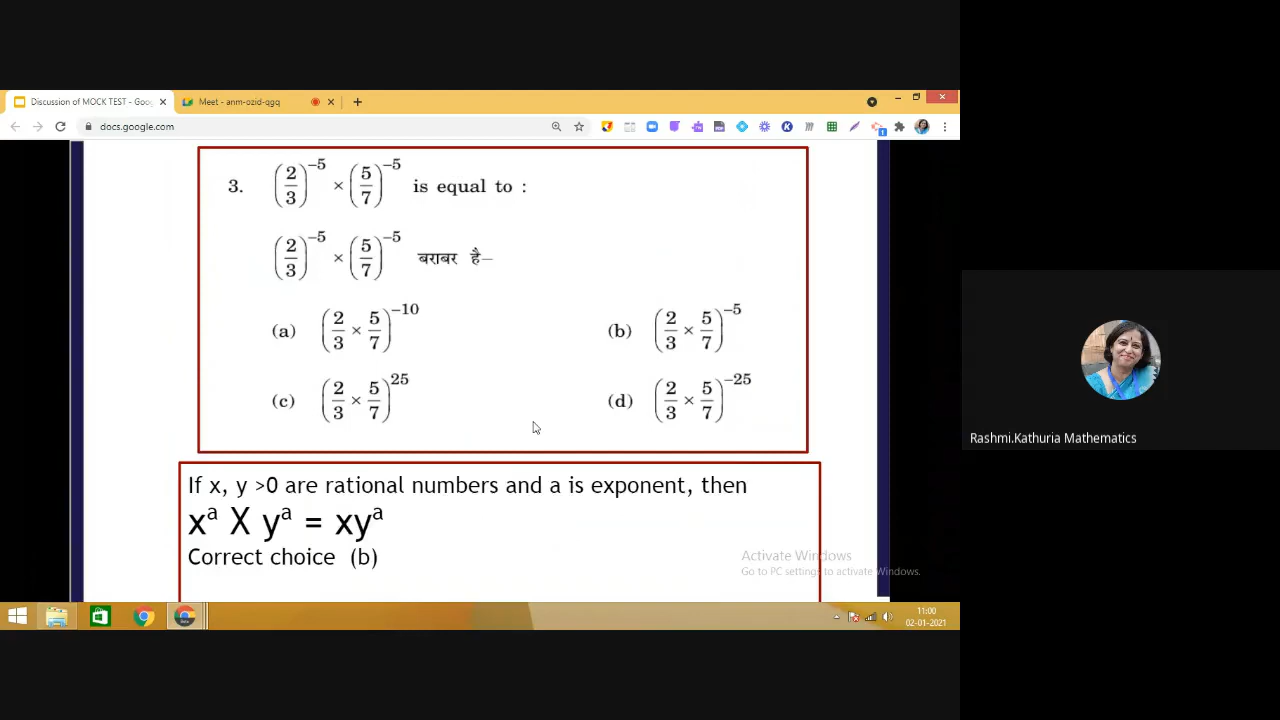 Discussion of MOCK TEST - Goo
Meet - anm-ozid-qgq
docs.google.com
3. (2/3)^–5 × (5/7)^–5 is equal to :
(2/3)^–5 × (5/7)^–5 बराबर है–
(a) (2/3 × 5/7)^–10 (b) (2/3 × 5/7)^–5
(c) (2/3 × 5/7)^25 (d) (2/3 × 5/7)^–25
If x, y >0 are rational numbers and a is exponent, then
x^a X y^a = xy^a
Correct choice (b)
Activate Windows
Go to PC settings to activate Windows.
Rashmi.Kathuria Mathematics
11:00
02-01-2021